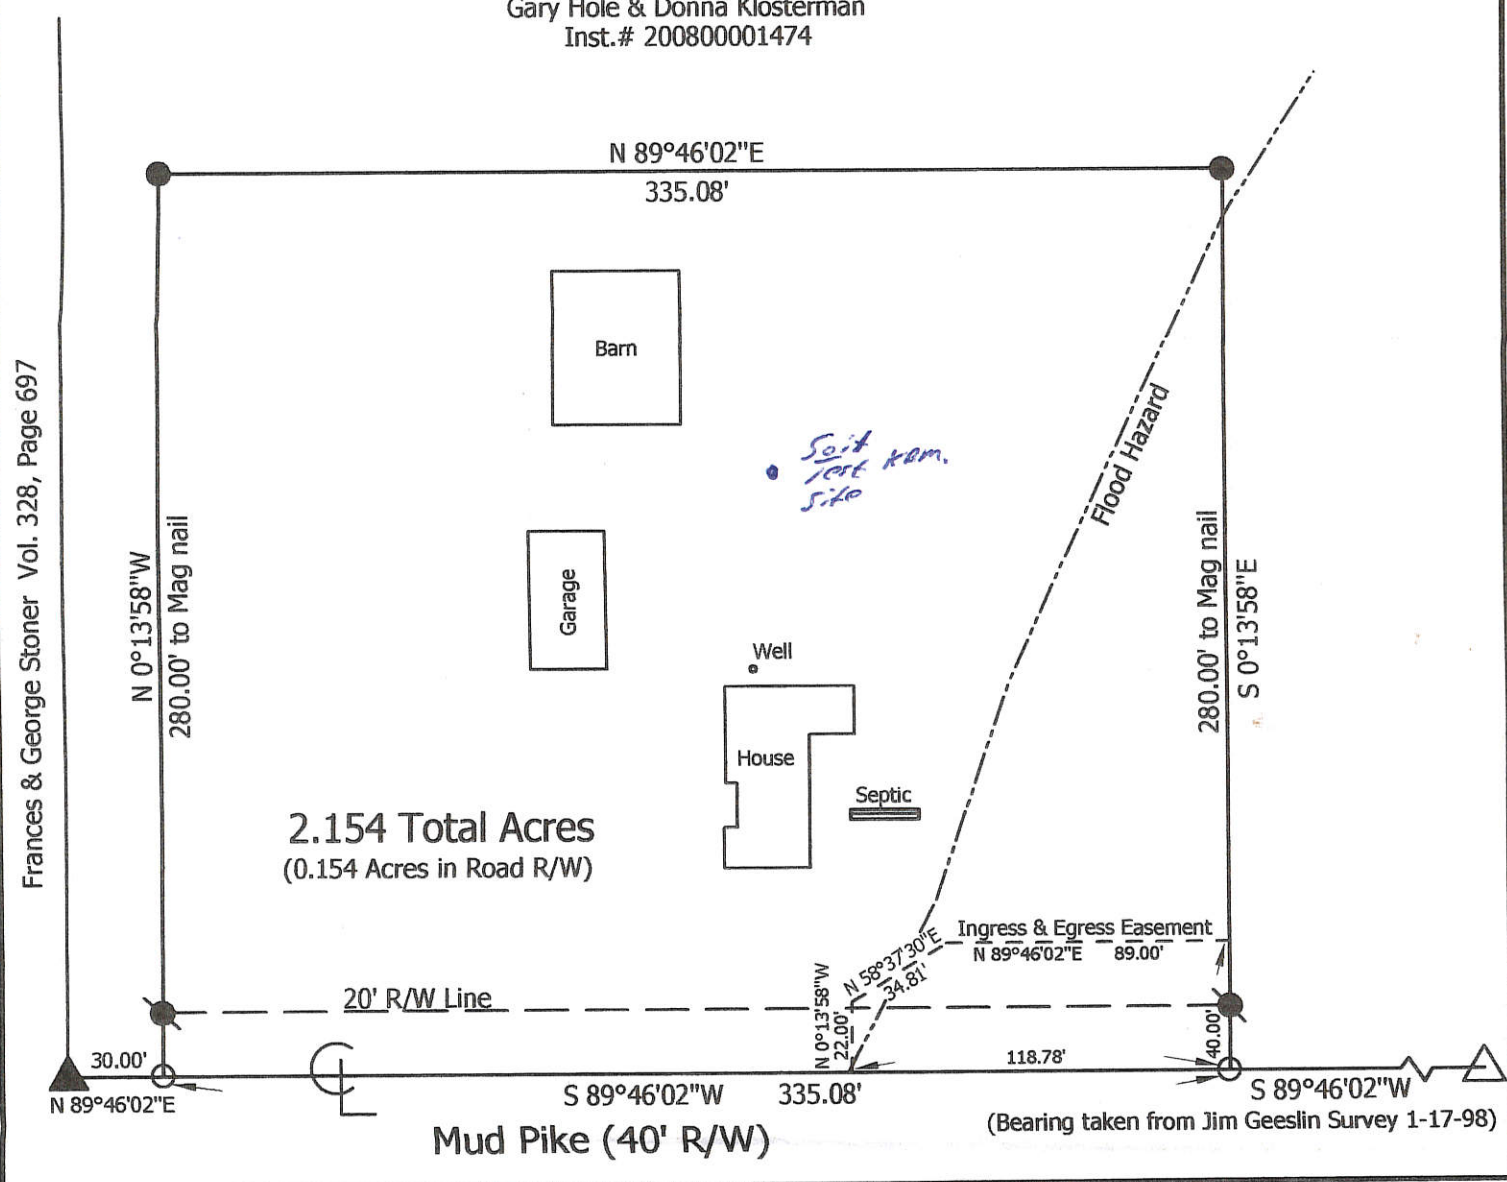 Gary Hole & Donna Klosterman
Inst.# 200800001474
N 89°46'02"E
335.08'
Barn
Soil
Test
Site
Flood Hazard
Frances & George Stoner Vol. 328, Page 697
N 0°13'58"W
280.00' to Mag nail
Garage
280.00' to Mag nail
S 0°13'58"E
Well
House
Septic
2.154 Total Acres
(0.154 Acres in Road R/W)
Ingress & Egress Easement
N 89°46'02"E 89.00'
N 58°37'30"E
34.81'
N 0°13'58"W
22.00'
20' R/W Line
40.00'
30.00'
118.78'
CL
N 89°46'02"E
S 89°46'02"W 335.08'
S 89°46'02"W
(Bearing taken from Jim Geeslin Survey 1-17-98)
Mud Pike (40' R/W)